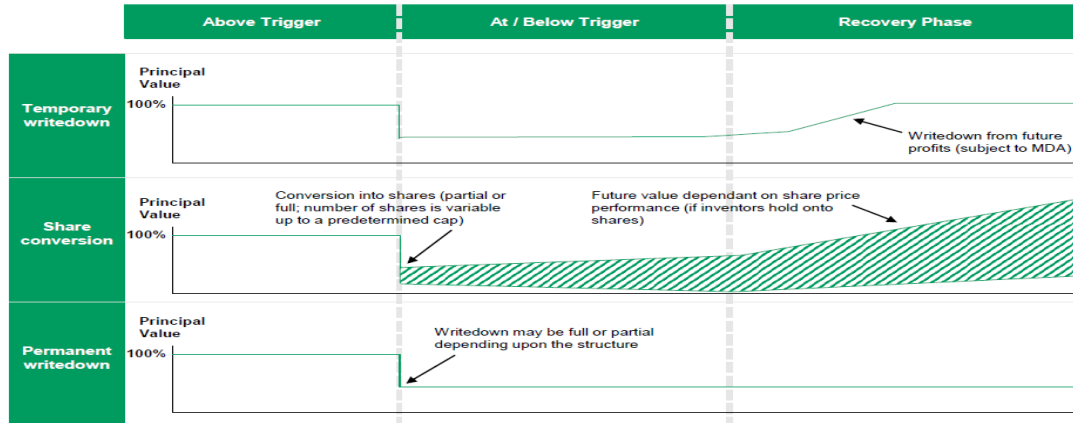 Above Trigger
At / Below Trigger
Recovery Phase
Temporary
writedown
Principal
Value
100%
Writedown from future
profits (subject to MDA)
Share
conversion
Principal
Value
100%
Conversion into shares (partial or
full; number of shares is variable
up to a predetermined cap)
Future value dependant on share price
performance (if inventors hold onto
shares)
Permanent
writedown
Principal
Value
100%
Writedown may be full or partial
depending upon the structure